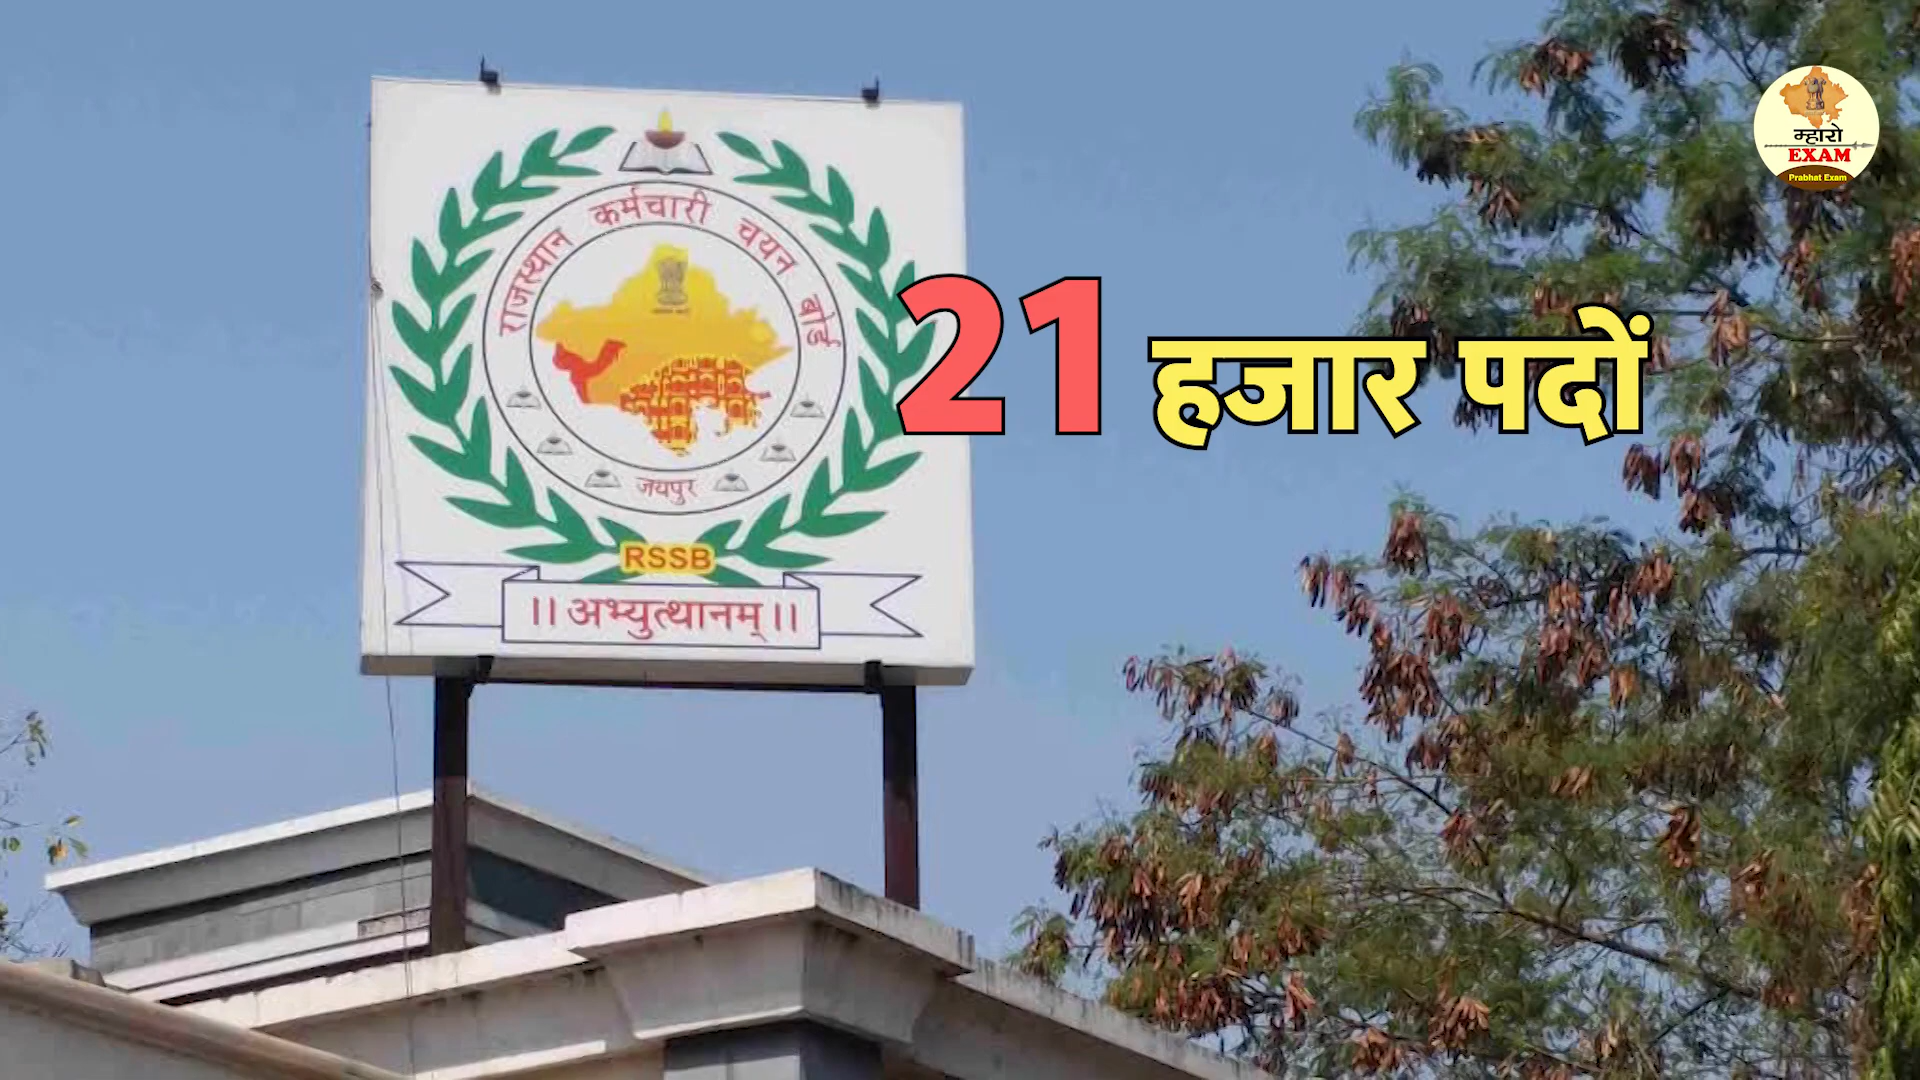 राजस्थान कर्मचारी चयन बोर्ड
जयपुर
RSSB
।। अभ्युत्थानम् ।।
21 हजार पदों
म्हारो
EXAM
Prabhat Exam